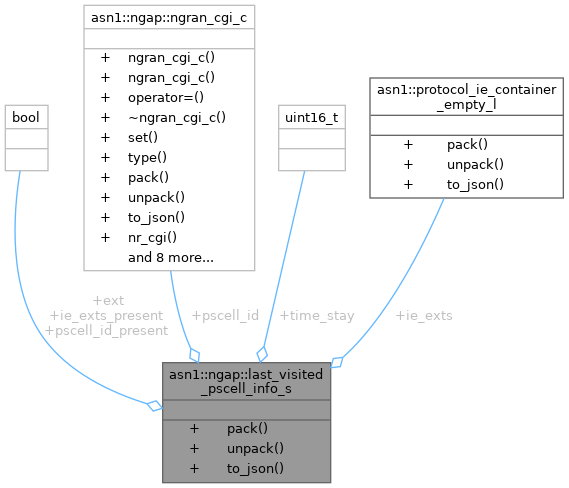 asn1::ngap::ngran_cgi_c
+ ngran_cgi_c()
+ ngran_cgi_c()
+ operator=()
+ ~ngran_cgi_c()
+ set()
+ type()
+ pack()
+ unpack()
+ to_json()
+ nr_cgi()
and 8 more...
bool
uint16_t
asn1::protocol_ie_container
_empty_l
+ pack()
+ unpack()
+ to_json()
+ext
+ie_exts_present
+pscell_id_present
+pscell_id
+time_stay
+ie_exts
asn1::ngap::last_visited
_pscell_info_s
+ pack()
+ unpack()
+ to_json()